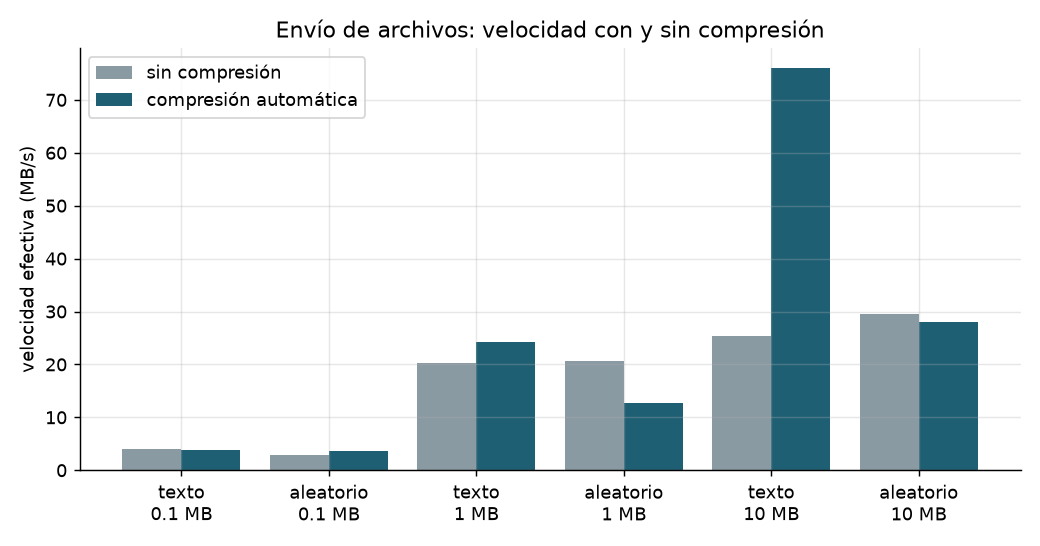 Envío de archivos: velocidad con y sin compresión
sin compresión
compresión automática
velocidad efectiva (MB/s)
70
60
50
40
30
20
10
0
texto
0.1 MB
aleatorio
0.1 MB
texto
1 MB
aleatorio
1 MB
texto
10 MB
aleatorio
10 MB